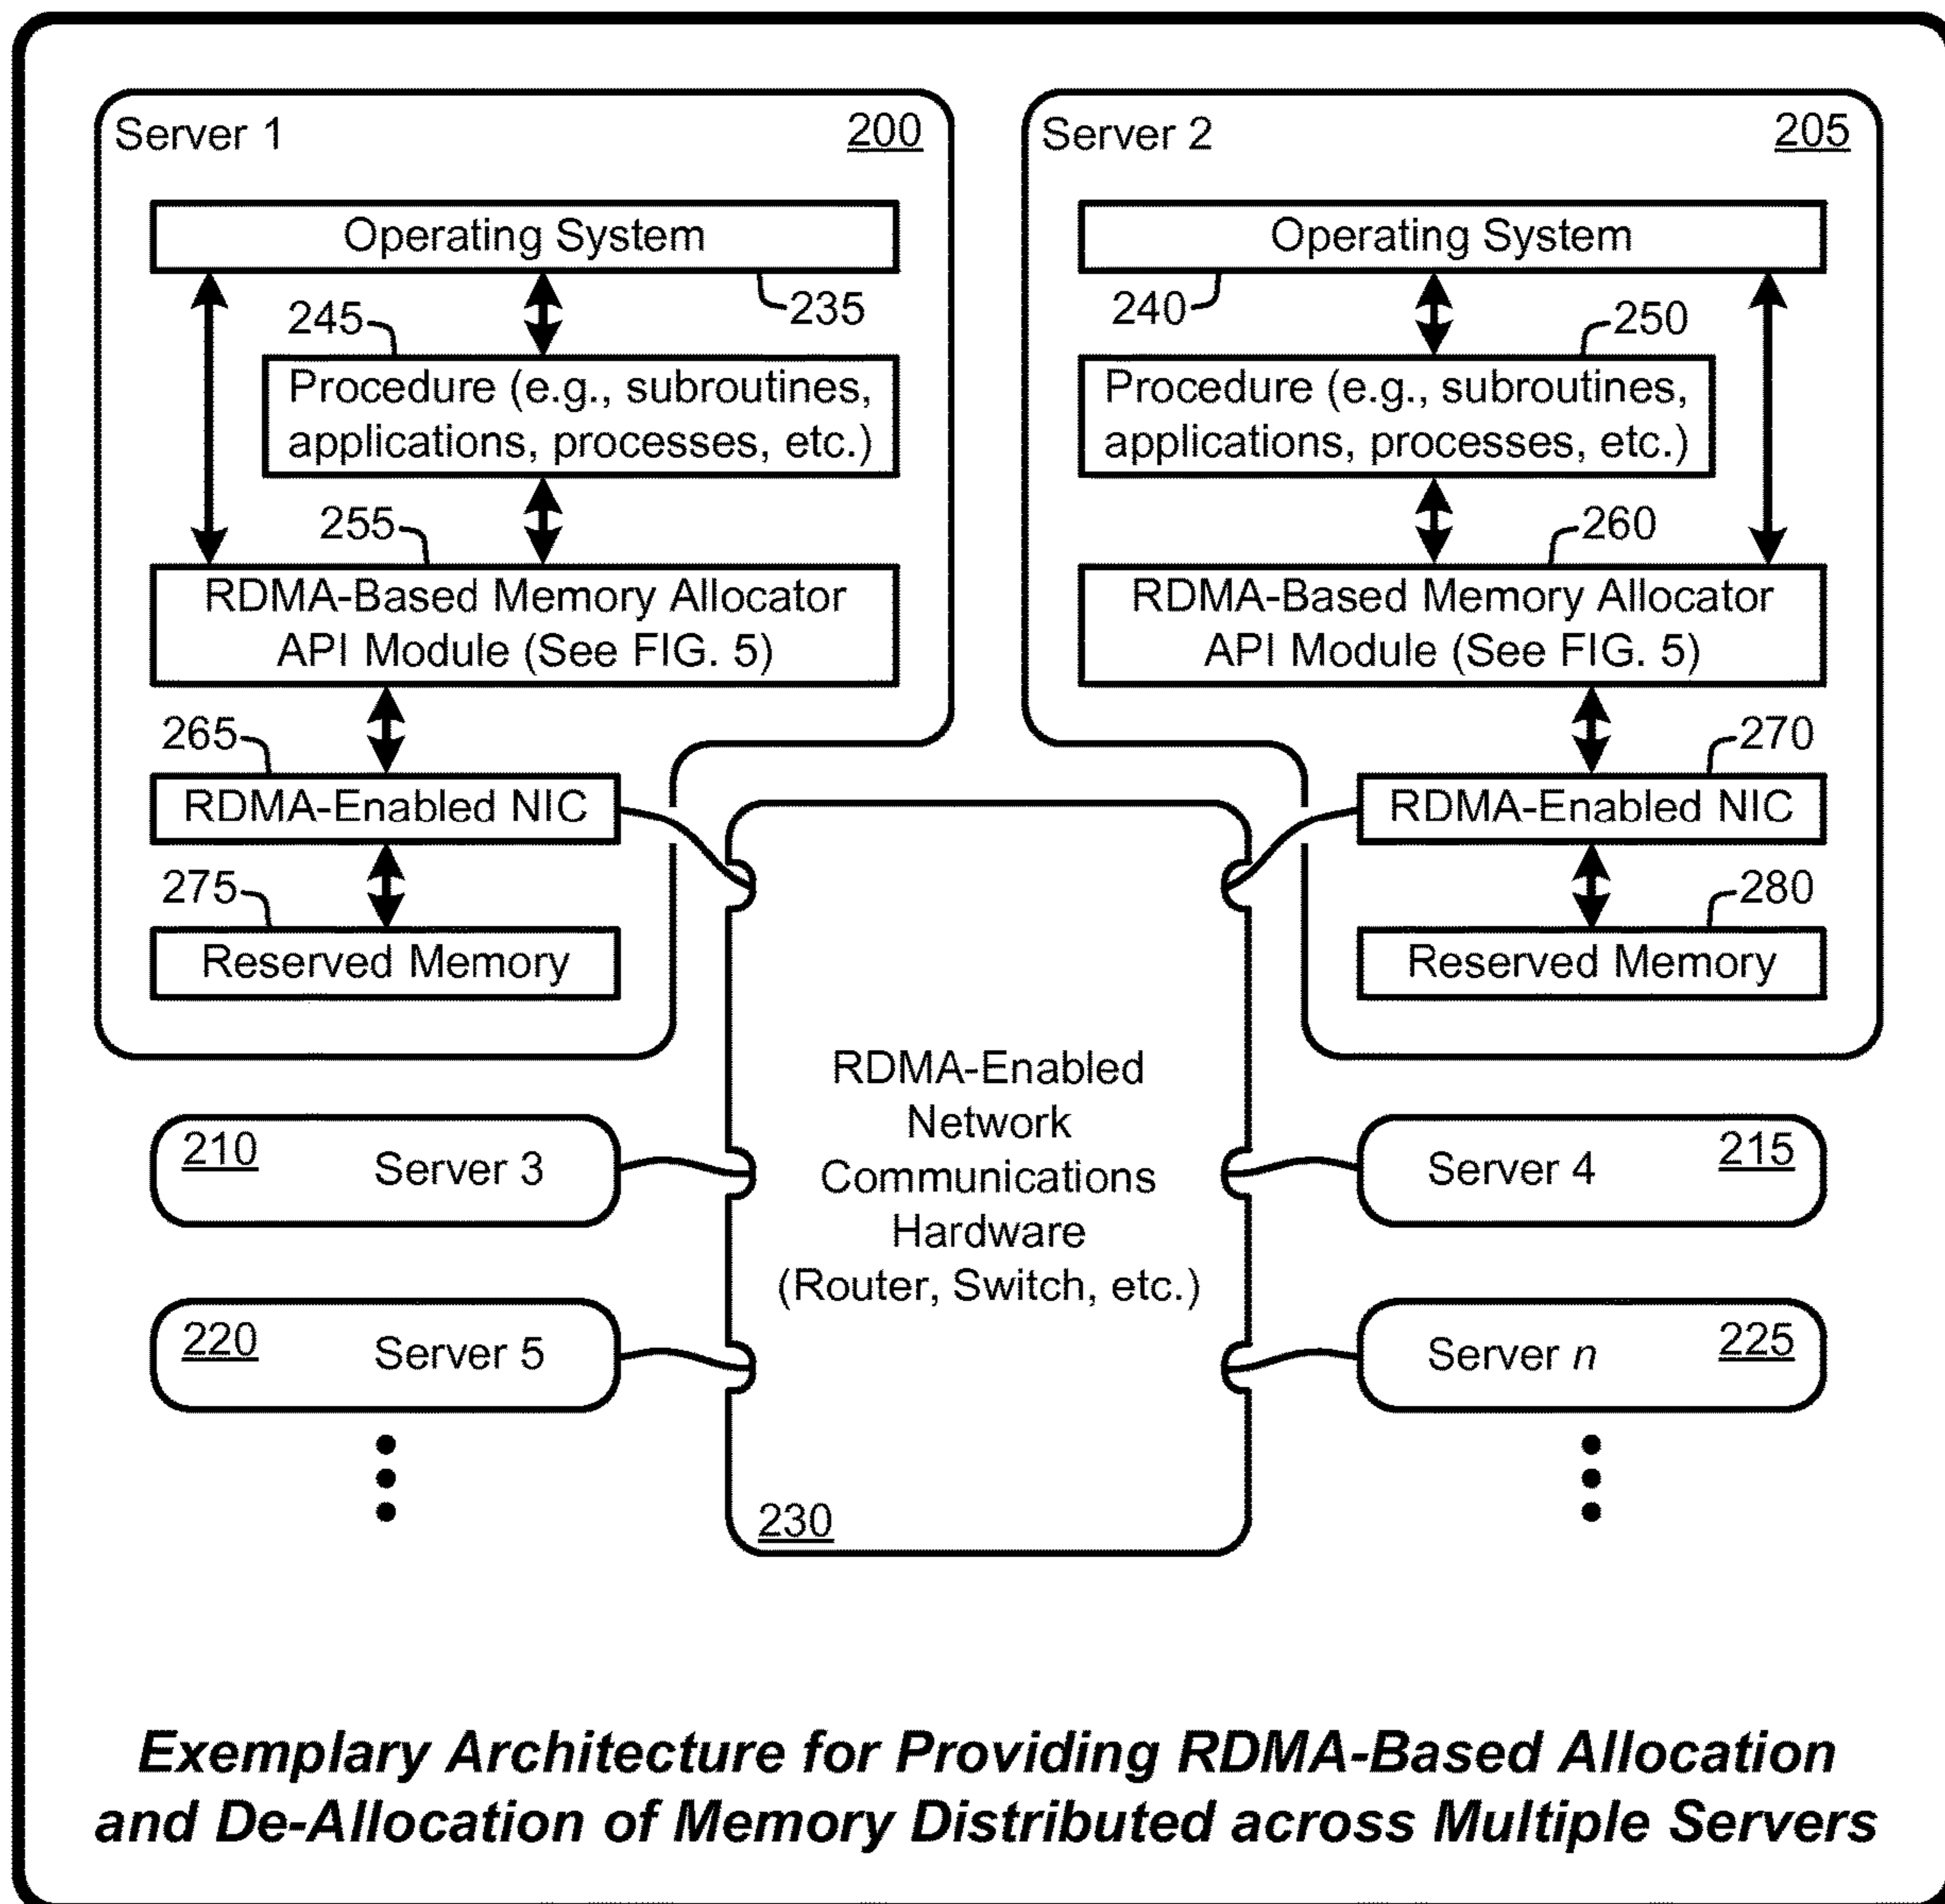 Server 1 200
Operating System
235
245
Procedure (e.g., subroutines,
applications, processes, etc.)
255
RDMA-Based Memory Allocator
API Module (See FIG. 5)
265
RDMA-Enabled NIC
275
Reserved Memory
Server 2 205
Operating System
240
250
Procedure (e.g., subroutines,
applications, processes, etc.)
260
RDMA-Based Memory Allocator
API Module (See FIG. 5)
270
RDMA-Enabled NIC
280
Reserved Memory
RDMA-Enabled
Network
Communications
Hardware
(Router, Switch, etc.)
230
210 Server 3
Server 4 215
220 Server 5
Server n 225
Exemplary Architecture for Providing RDMA-Based Allocation
and De-Allocation of Memory Distributed across Multiple Servers